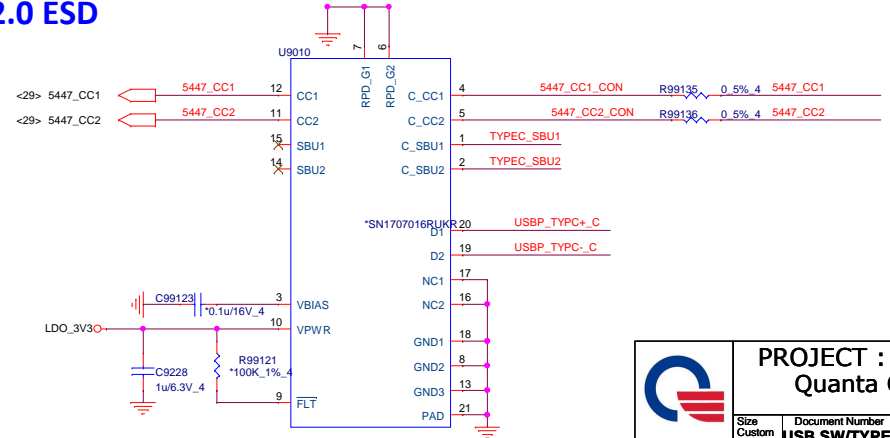 2.0 ESD
U9010
7
6
RPD_G1
RPD_G2
<29> 5447_CC1
5447_CC1
12
CC1
C_CC1
4
5447_CC1_CON
R99135
0_5%_4
5447_CC1
<29> 5447_CC2
5447_CC2
11
CC2
C_CC2
5
5447_CC2_CON
R99136
0_5%_4
5447_CC2
15
SBU1
C_SBU1
1
TYPEC_SBU1
14
SBU2
C_SBU2
2
TYPEC_SBU2
*SN1707016RUKR
20
D1
USBP_TYPC+_C
D2
19
USBP_TYPC-_C
NC1
17
NC2
16
C99123
*0.1u/16V_4
3
VBIAS
LDO_3V3
10
VPWR
GND1
18
GND2
8
GND3
13
PAD
21
C9228
1u/6.3V_4
R99121
*100K_1%_4
9
FLT
PROJECT :
Quanta
Size
Custom
Document Number
USB SW/TYPE